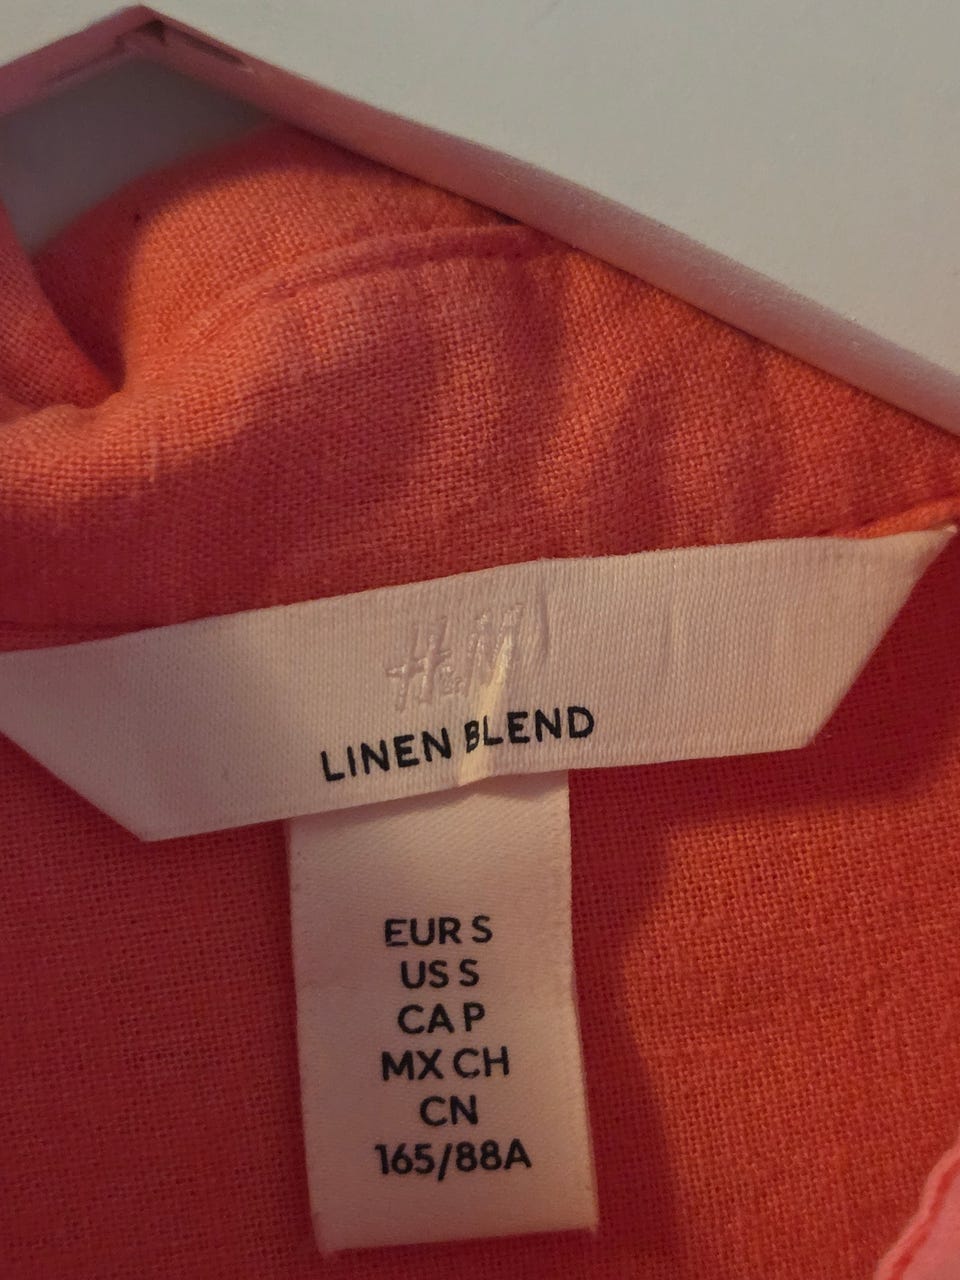 H&M
LINEN BLEND
EUR S
US S
CA P
MX CH
CN
165/88A